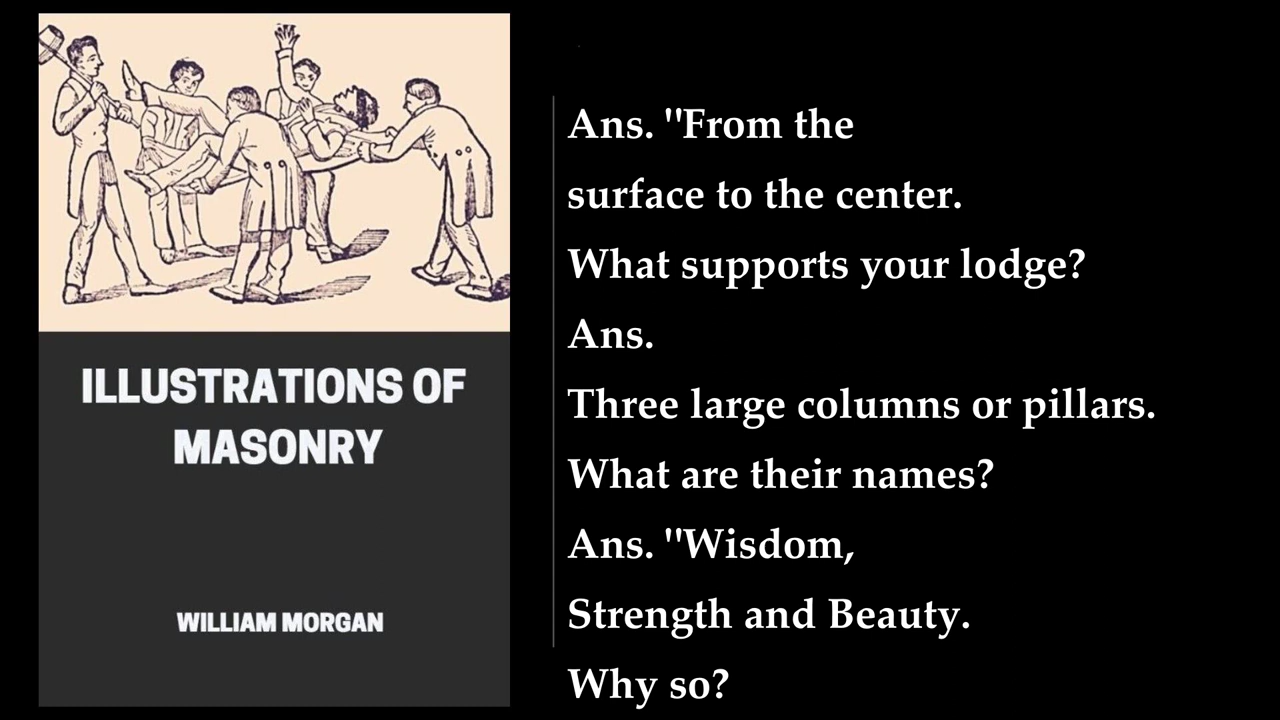 ILLUSTRATIONS OF
MASONRY
WILLIAM MORGAN
Ans. "From the
surface to the center.
What supports your lodge?
Ans.
Three large columns or pillars.
What are their names?
Ans. "Wisdom,
Strength and Beauty.
Why so?